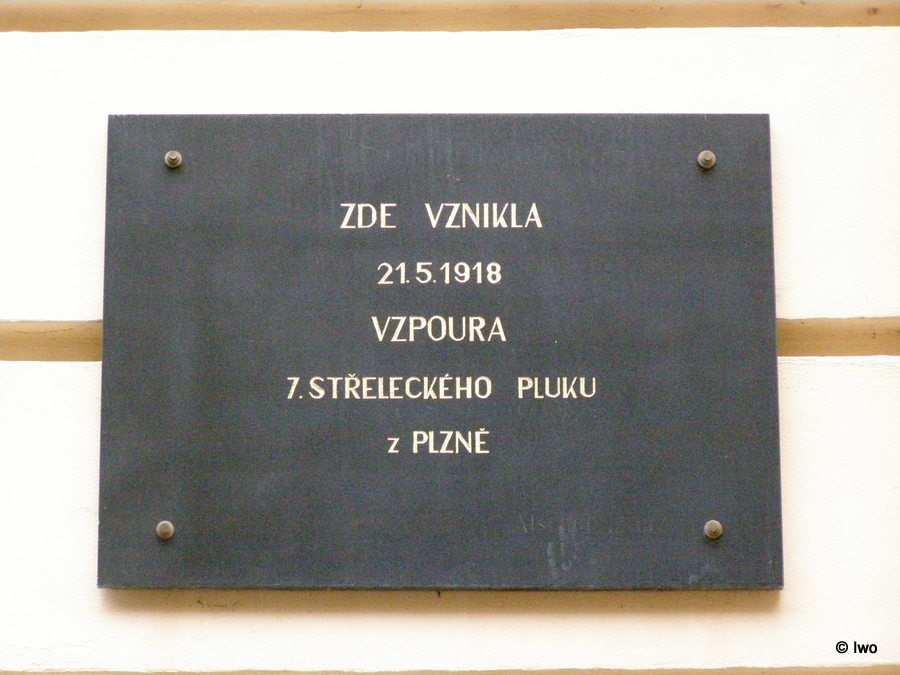 ZDE VZNIKLA
21.5.1918
VZPOURA
7. STŘELECKÉHO PLUKU
z PLZNĚ
© Iwo